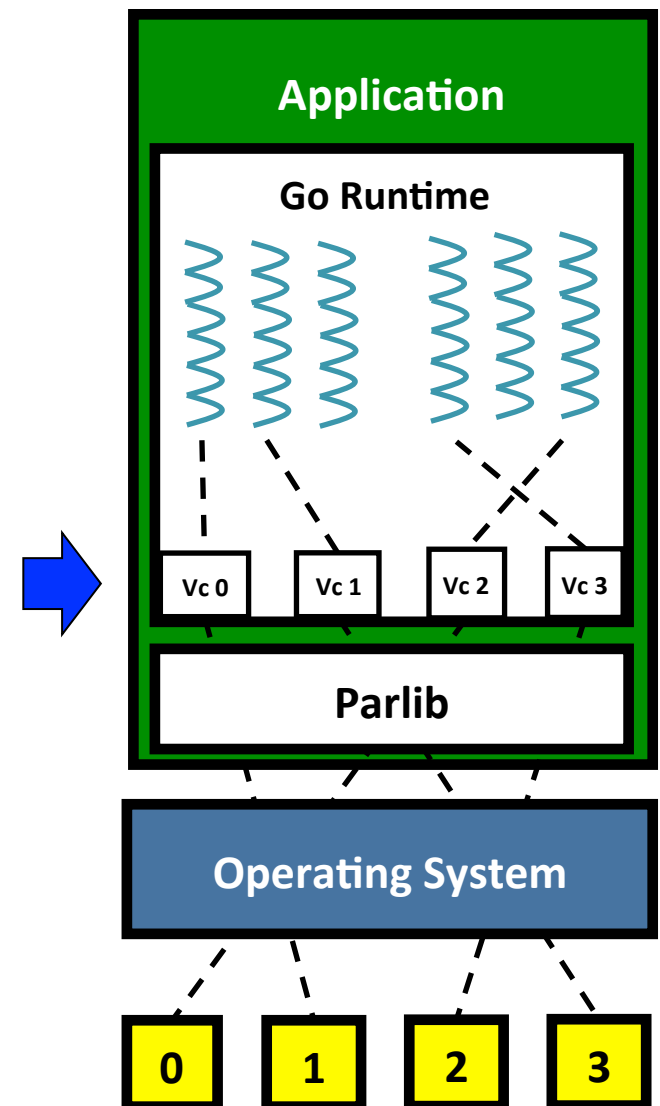 Application
Go Runtime
Vc 0 Vc 1 Vc 2 Vc 3
Parlib
Operating System
0 1 2 3